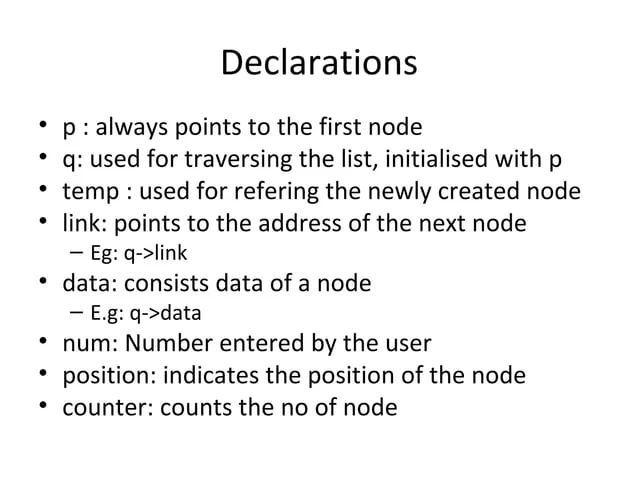 Declarations
• p : always points to the first node
• q: used for traversing the list, initialised with p
• temp : used for refering the newly created node
• link: points to the address of the next node
– Eg: q->link
• data: consists data of a node
– E.g: q->data
• num: Number entered by the user
• position: indicates the position of the node
• counter: counts the no of node